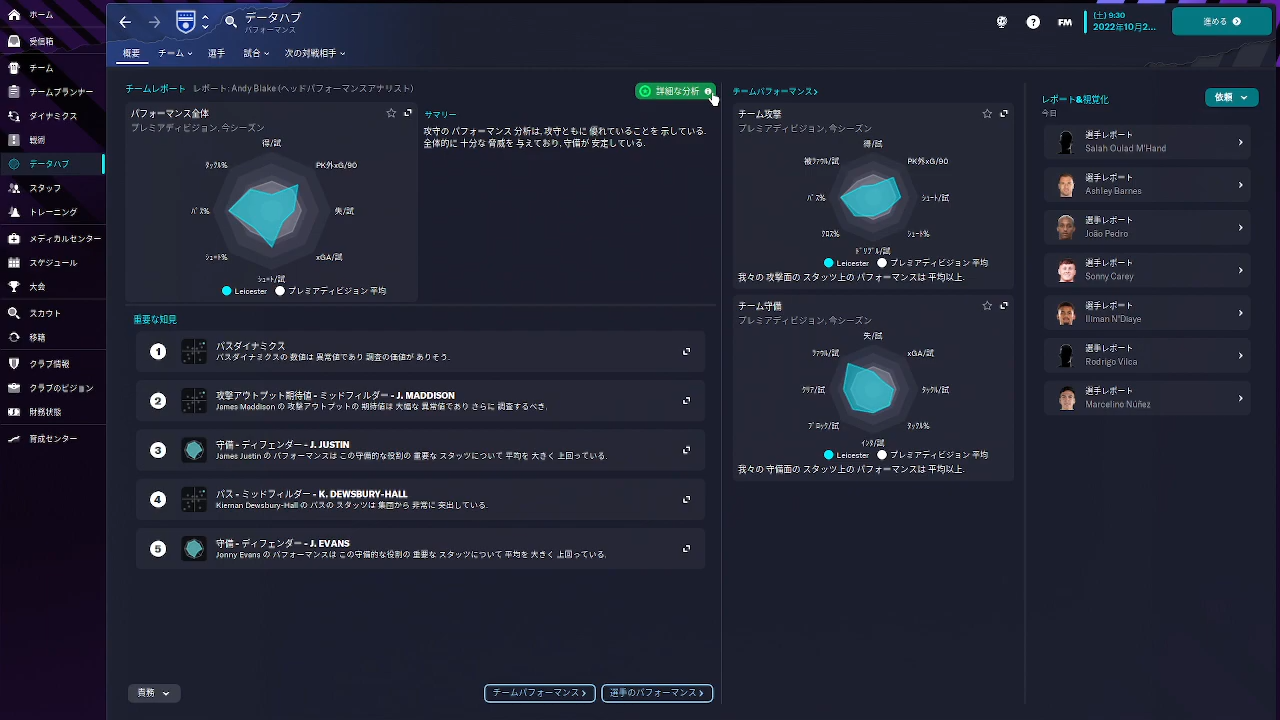 ホーム
受信箱
チーム
チームプランナー
ダイナミクス
戦術
データハブ
スタッフ
トレーニング
メディカルセンター
スケジュール
大会
スカウト
移籍
クラブ情報
クラブのビジョン
財務状態
育成センター
データハブ
パフォーマンス
FM
(土) 9:30
2022年10月2...
進める
概要
チーム
選手
試合
次の対戦相手
チームレポート レポート: Andy Blake (ヘッドパフォーマンスアナリスト)
詳細な分析
パフォーマンス全体
プレミアディビジョン, 今シーズン
得/試
PK外xG/90
失/試
xGA/試
シュート/試
シュート%
パス%
タックル%
Leicester
プレミアディビジョン 平均
サマリー
攻守の パフォーマンス 分析は, 攻守ともに 優れていることを 示している
全体的に 十分な 脅威を 与えており, 守備が 安定している.
重要な知見
1
パスダイナミクス
パスダイナミクスの 数値は 異常値であり 調査の価値が ありそう.
2
攻撃アウトプット期待値 - ミッドフィルダー - J. MADDISON
James Maddison の 攻撃アウトプットの 期待値は 大幅な 異常値であり さらに 調査するべき.
3
守備 - ディフェンダー - J. JUSTIN
James Justin の パフォーマンスは この守備的な役割の 重要な スタッツについて 平均を 大きく 上回っている.
4
パス - ミッドフィルダー - K. DEWSBURY-HALL
Kiernan Dewsbury-Hall の パスの スタッツは 集団から 非常に 突出している.
5
守備 - ディフェンダー - J. EVANS
Jonny Evans の パフォーマンスは この守備的な役割の 重要な スタッツについて 平均を 大きく 上回っている.
責務
チームパフォーマンス
選手のパフォーマンス
チームパフォーマンス
チーム攻撃
プレミアディビジョン, 今シーズン
得/試
PK外xG/90
シュート/試
シュート%
ドリブル/試
クロス%
パス%
被ファウル/試
Leicester
プレミアディビジョン 平均
我々の 攻撃面の スタッツ上の パフォーマンスは 平均以上.
チーム守備
プレミアディビジョン, 今シーズン
失/試
xGA/試
タックル/試
タックル%
インタ/試
ブロック/試
クリア/試
ファウル/試
Leicester
プレミアディビジョン 平均
我々の 守備面の スタッツ上の パフォーマンスは 平均以上.
レポート&視覚化
依頼
今日
選手レポート
Salah Oulad M'Hand
選手レポート
Ashley Barnes
選手レポート
João Pedro
選手レポート
Sonny Carey
選手レポート
Iliman N'Diaye
選手レポート
Rodrigo Vilca
選手レポート
Marcelino Núñez